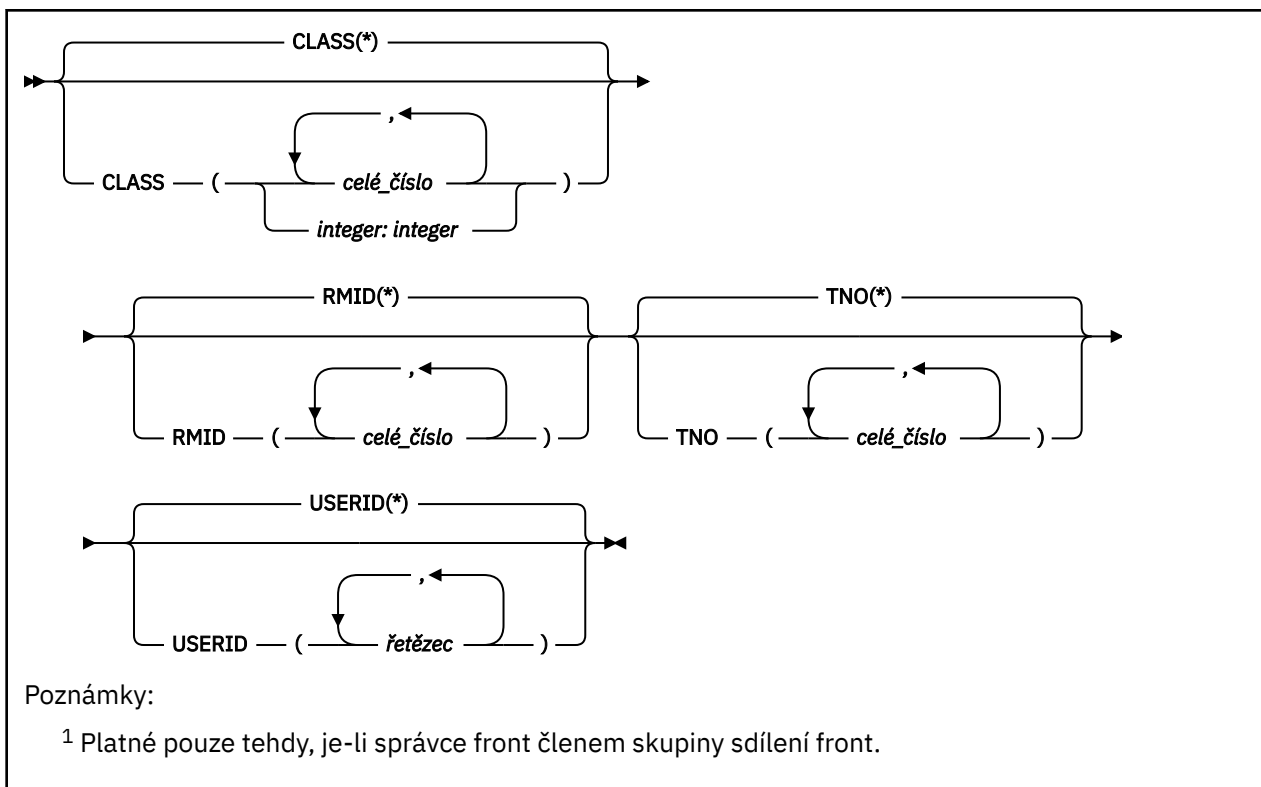 CLASS(*)
,
CLASS ( celé_číslo )
integer: integer
RMID(*) TNO(*)
, ,
RMID ( celé_číslo ) TNO ( celé_číslo )
USERID(*)
,
USERID ( řetězec )
Poznámky:
1 Platné pouze tehdy, je-li správce front členem skupiny sdílení front.